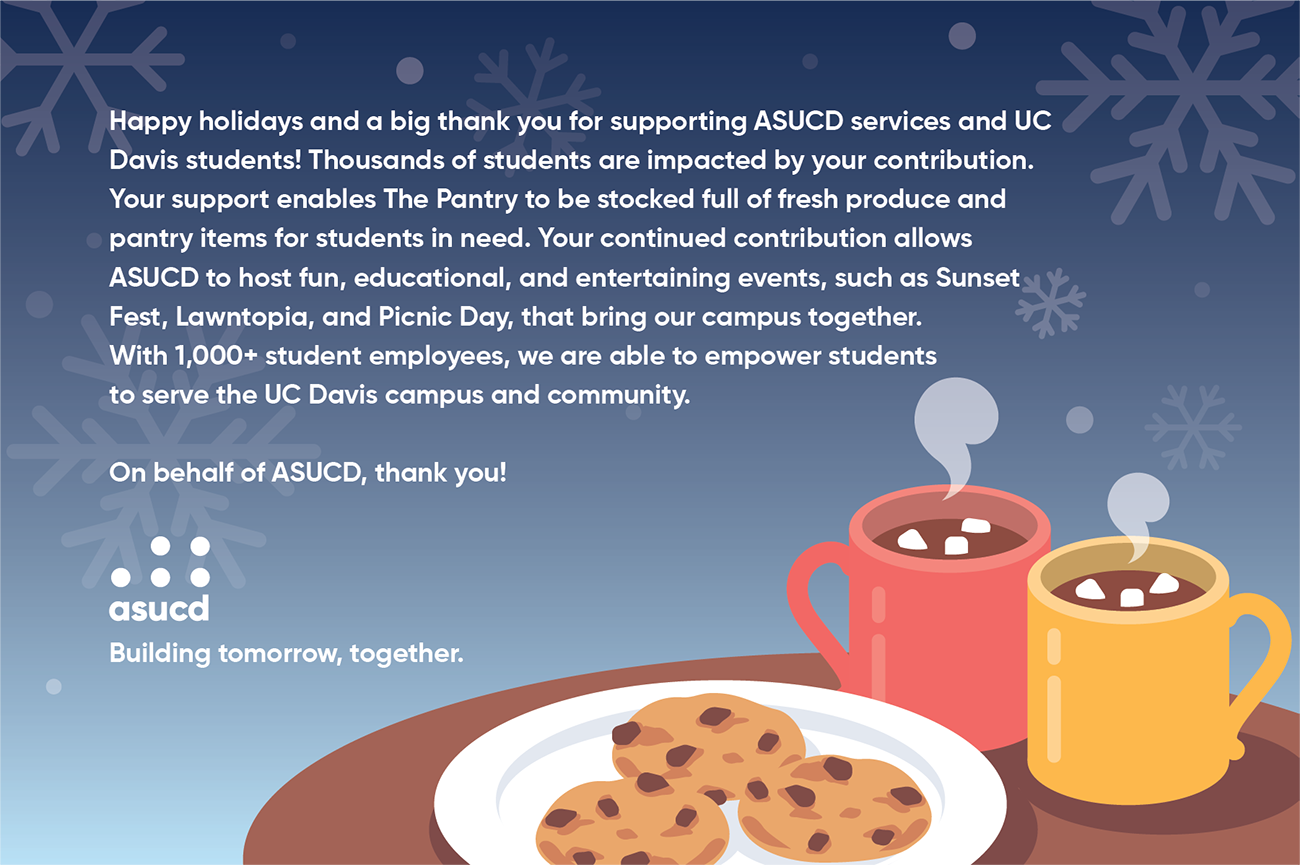 Happy holidays and a big thank you for supporting ASUCD services and UC
Davis students! Thousands of students are impacted by your contribution.
Your support enables The Pantry to be stocked full of fresh produce and
pantry items for students in need. Your continued contribution allows
ASUCD to host fun, educational, and entertaining events, such as Sunset
Fest, Lawntopia, and Picnic Day, that bring our campus together.
With 1,000+ student employees, we are able to empower students
to serve the UC Davis campus and community.
On behalf of ASUCD, thank you!
asucd
Building tomorrow, together.